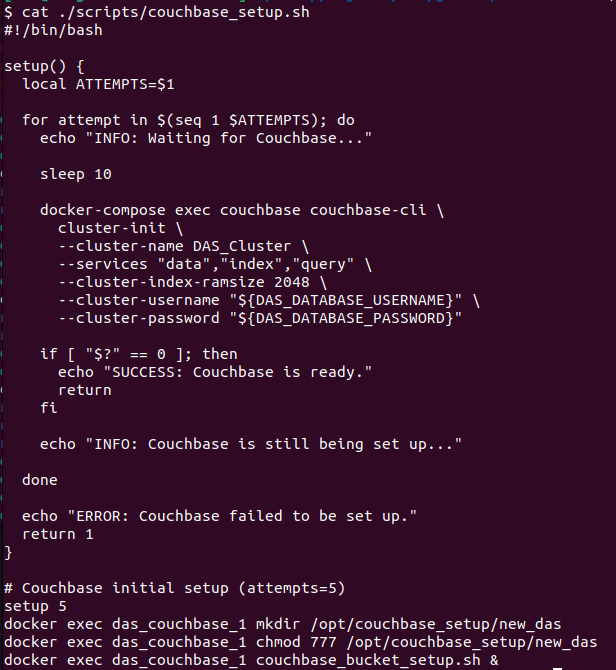 $ cat ./scripts/couchbase_setup.sh
#!/bin/bash

setup() {
  local ATTEMPTS=$1

  for attempt in $(seq 1 $ATTEMPTS); do
    echo "INFO: Waiting for Couchbase..."

    sleep 10

    docker-compose exec couchbase couchbase-cli \
      cluster-init \
      --cluster-name DAS_Cluster \
      --services "data","index","query" \
      --cluster-index-ramsize 2048 \
      --cluster-username "${DAS_DATABASE_USERNAME}" \
      --cluster-password "${DAS_DATABASE_PASSWORD}"

    if [ "$?" == 0 ]; then
      echo "SUCCESS: Couchbase is ready."
      return
    fi

    echo "INFO: Couchbase is still being set up..."

  done

  echo "ERROR: Couchbase failed to be set up."
  return 1
}

# Couchbase initial setup (attempts=5)
setup 5
docker exec das_couchbase_1 mkdir /opt/couchbase_setup/new_das
docker exec das_couchbase_1 chmod 777 /opt/couchbase_setup/new_das
docker exec das_couchbase_1 couchbase_bucket_setup.sh &